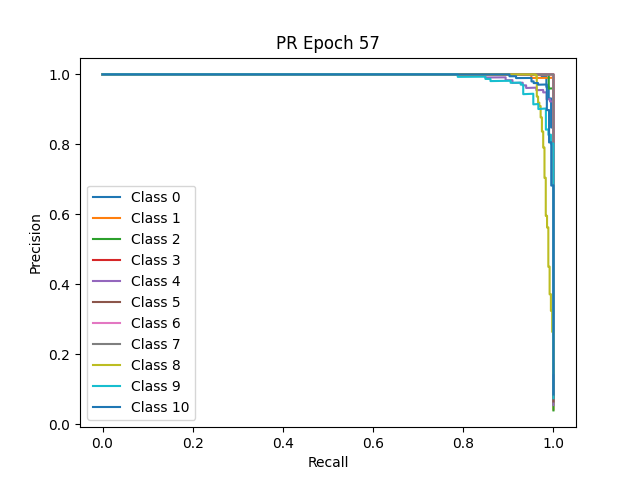 PR Epoch 57
Precision
1.0
0.8
0.6
0.4
0.2
0.0
Class 0
Class 1
Class 2
Class 3
Class 4
Class 5
Class 6
Class 7
Class 8
Class 9
Class 10
0.0 0.2 0.4 0.6 0.8 1.0
Recall